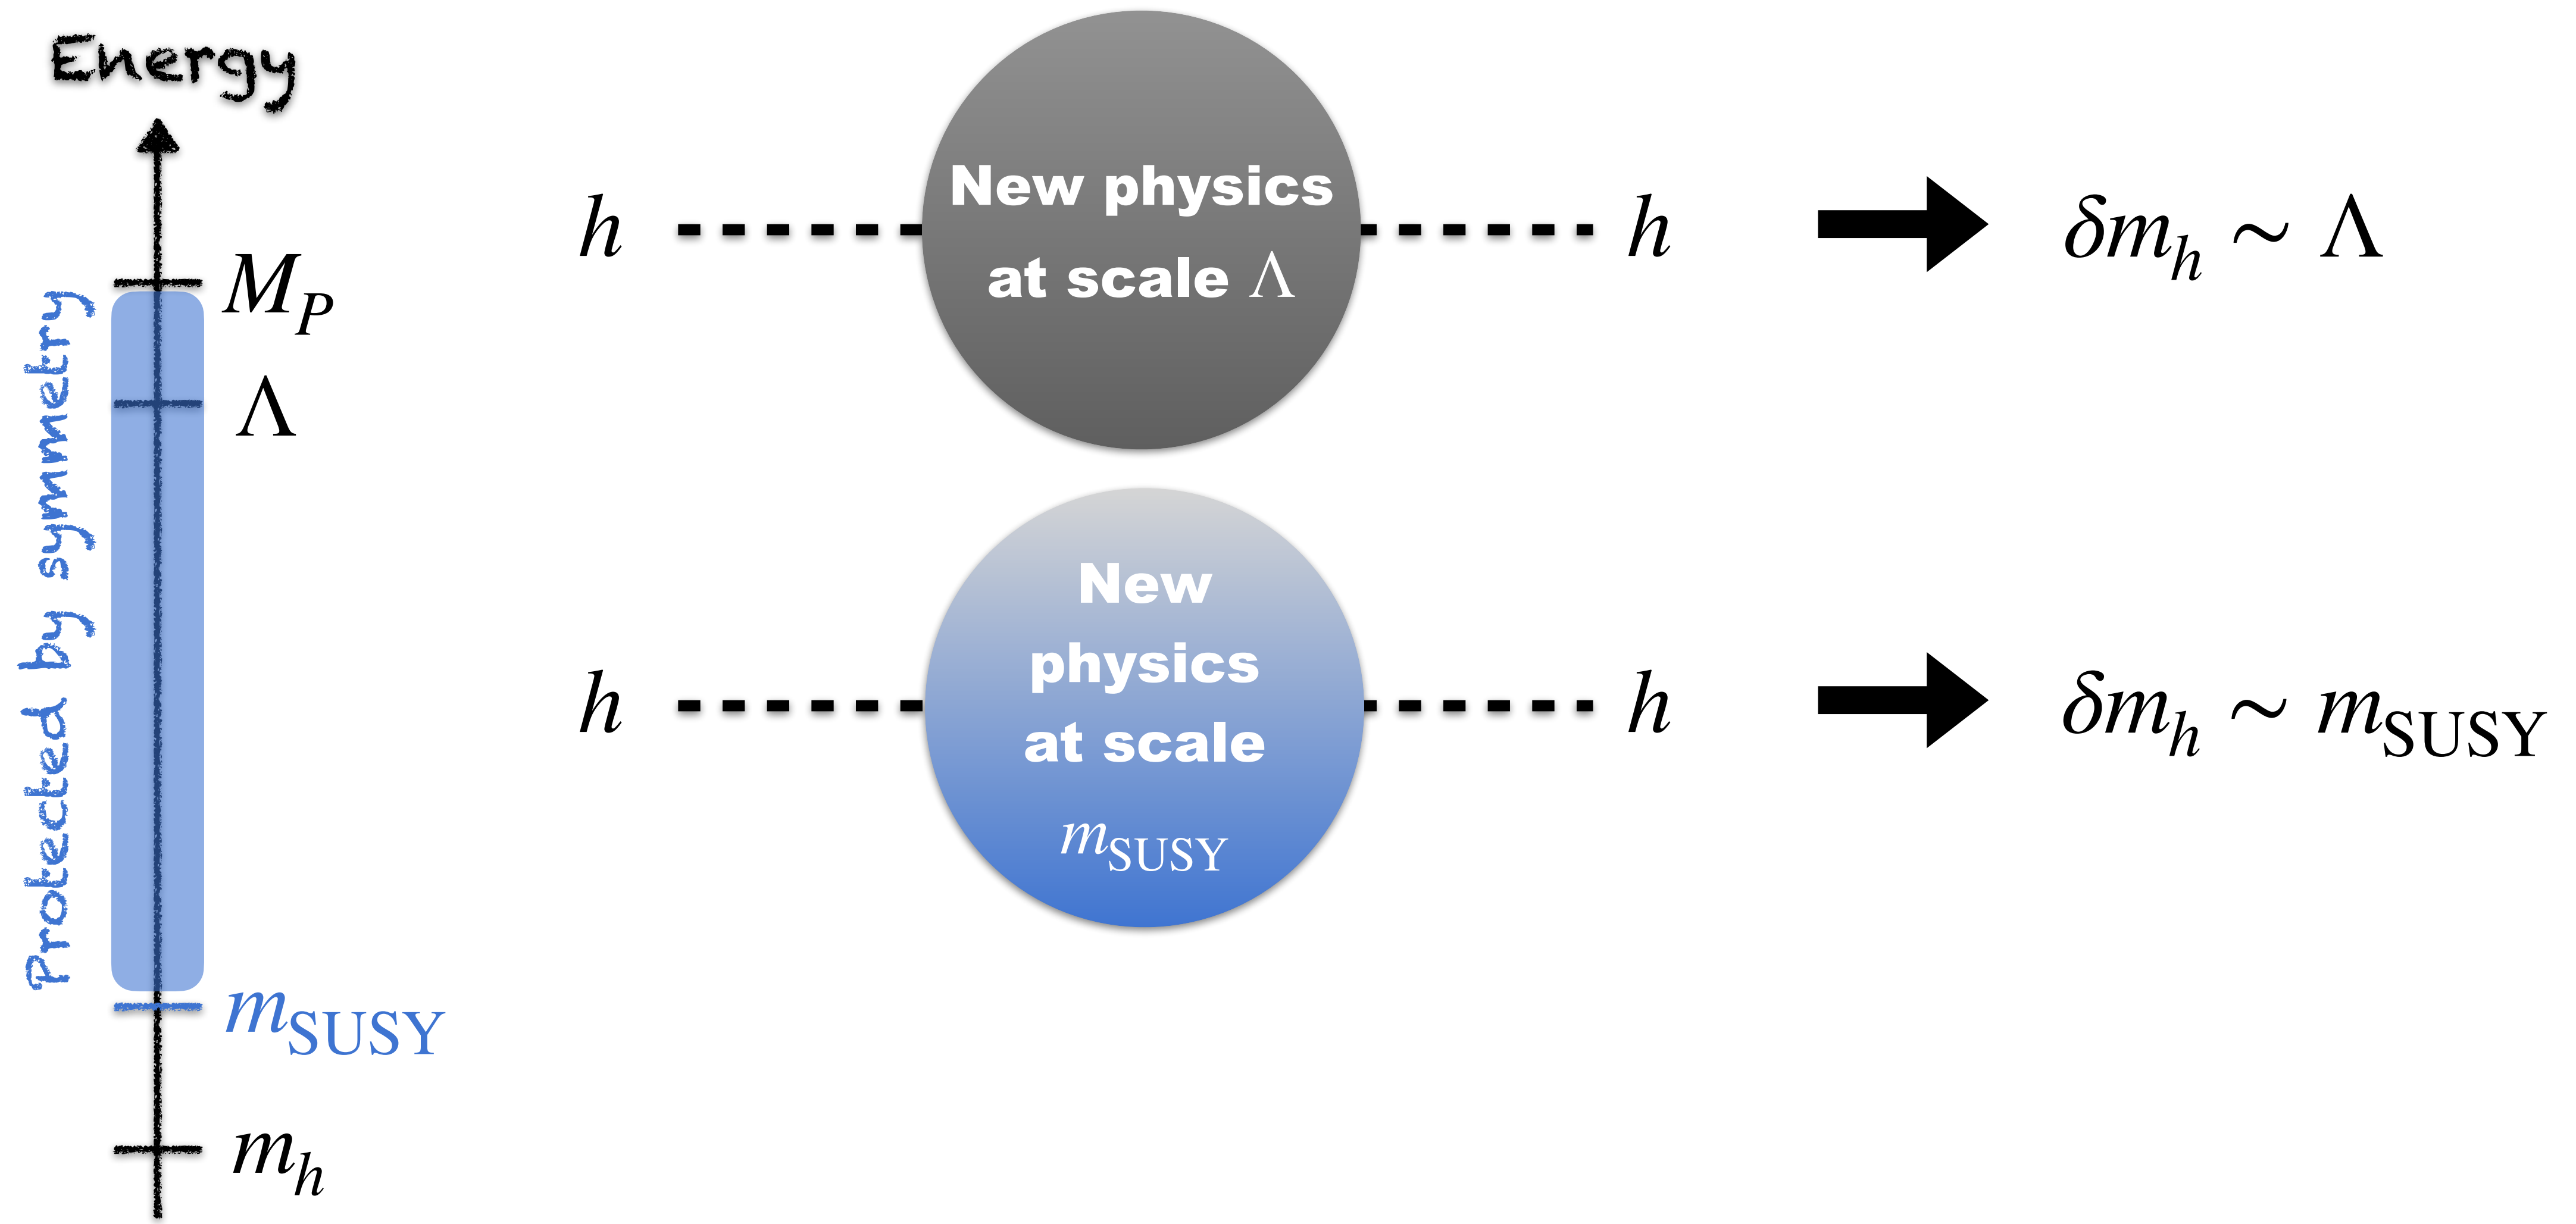 Energy
M_P
Λ
Protected by symmetry
m_SUSY
m_h
h
New physics
at scale Λ
h
δm_h ~ Λ
h
New
physics
at scale
m_SUSY
h
δm_h ~ m_SUSY